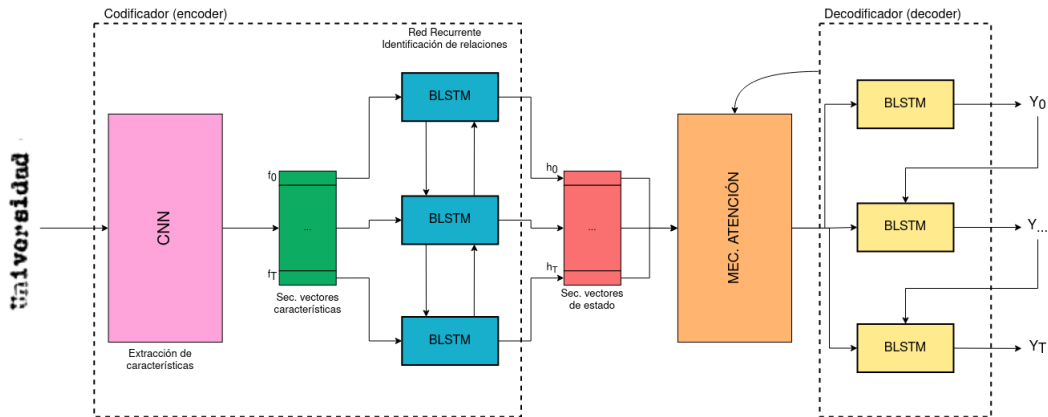 Codificador (encoder)
Decodificador (decoder)
Red Recurrente
Identificación de relaciones
Universidad
CNN
Extracción de
características
f0
...
fT
Sec. vectores
características
BLSTM
BLSTM
BLSTM
h0
...
hT
Sec. vectores
de estado
MEC. ATENCIÓN
BLSTM
BLSTM
BLSTM
Y0
Y...
YT